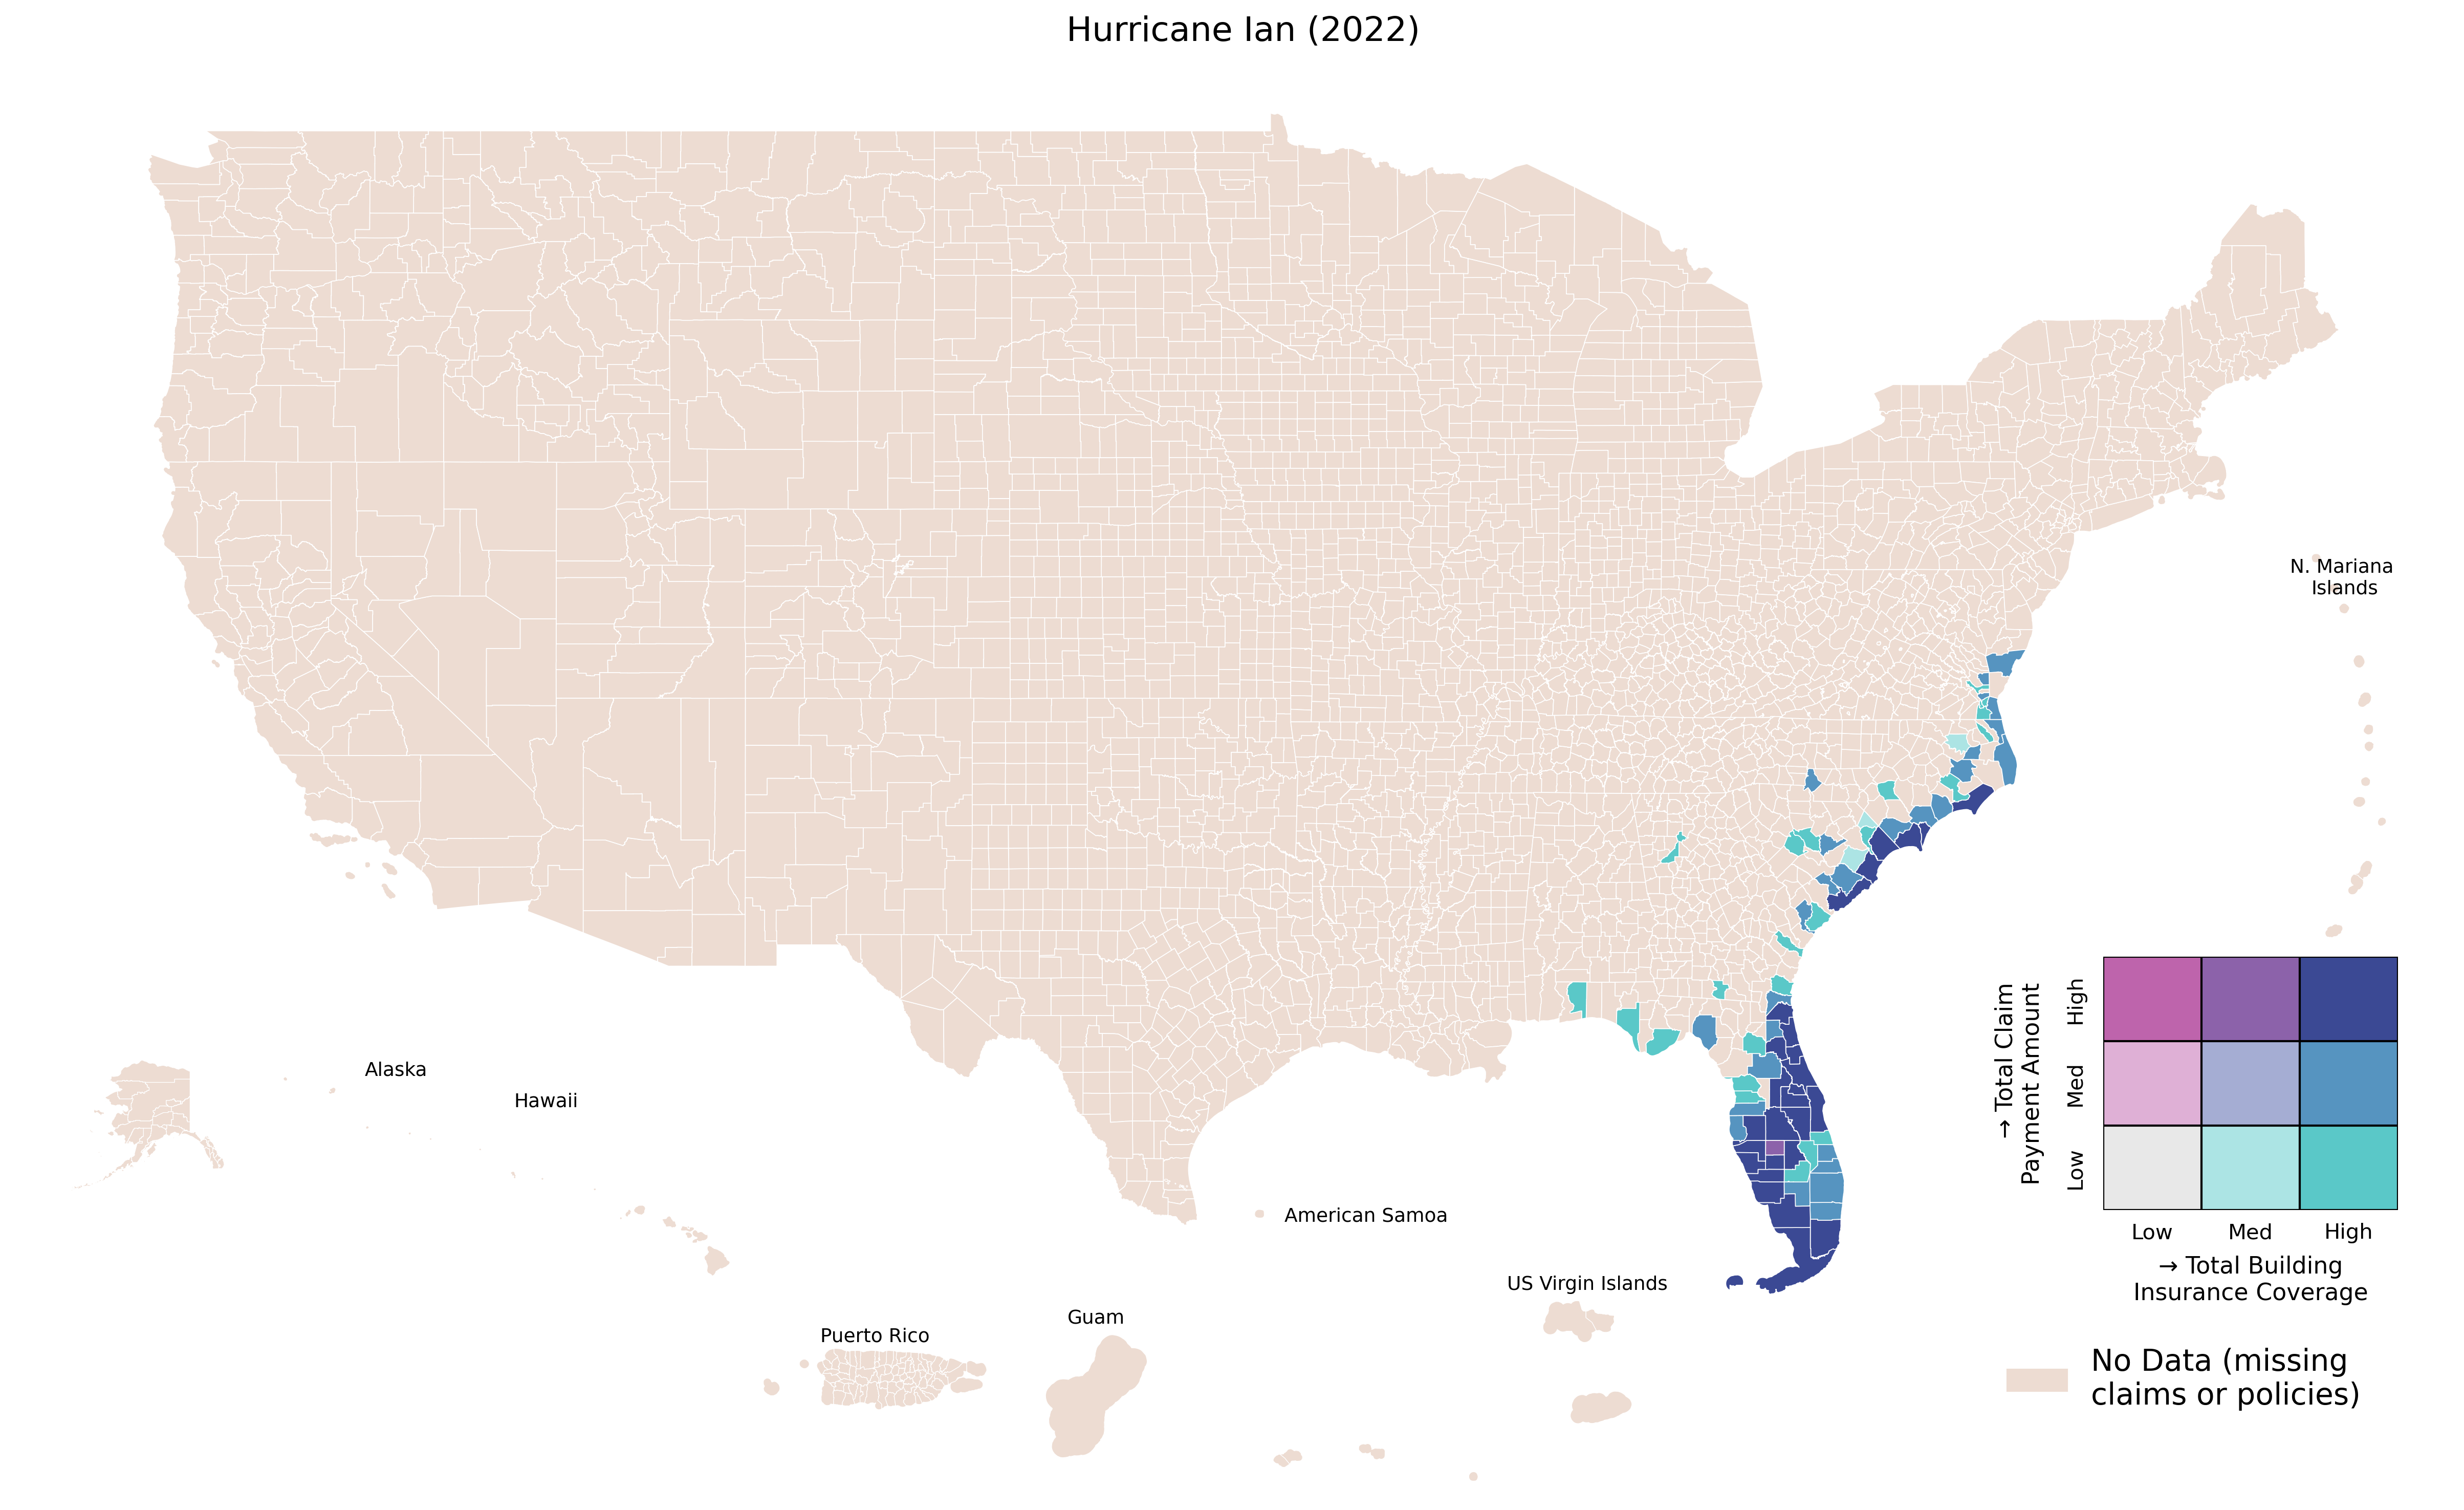 Hurricane Ian (2022)
N. Mariana
Islands
Alaska
Hawaii
American Samoa
US Virgin Islands
Guam
Puerto Rico
→ Total Claim
Payment Amount
High
Med
Low
Low Med High
→ Total Building
Insurance Coverage
No Data (missing
claims or policies)